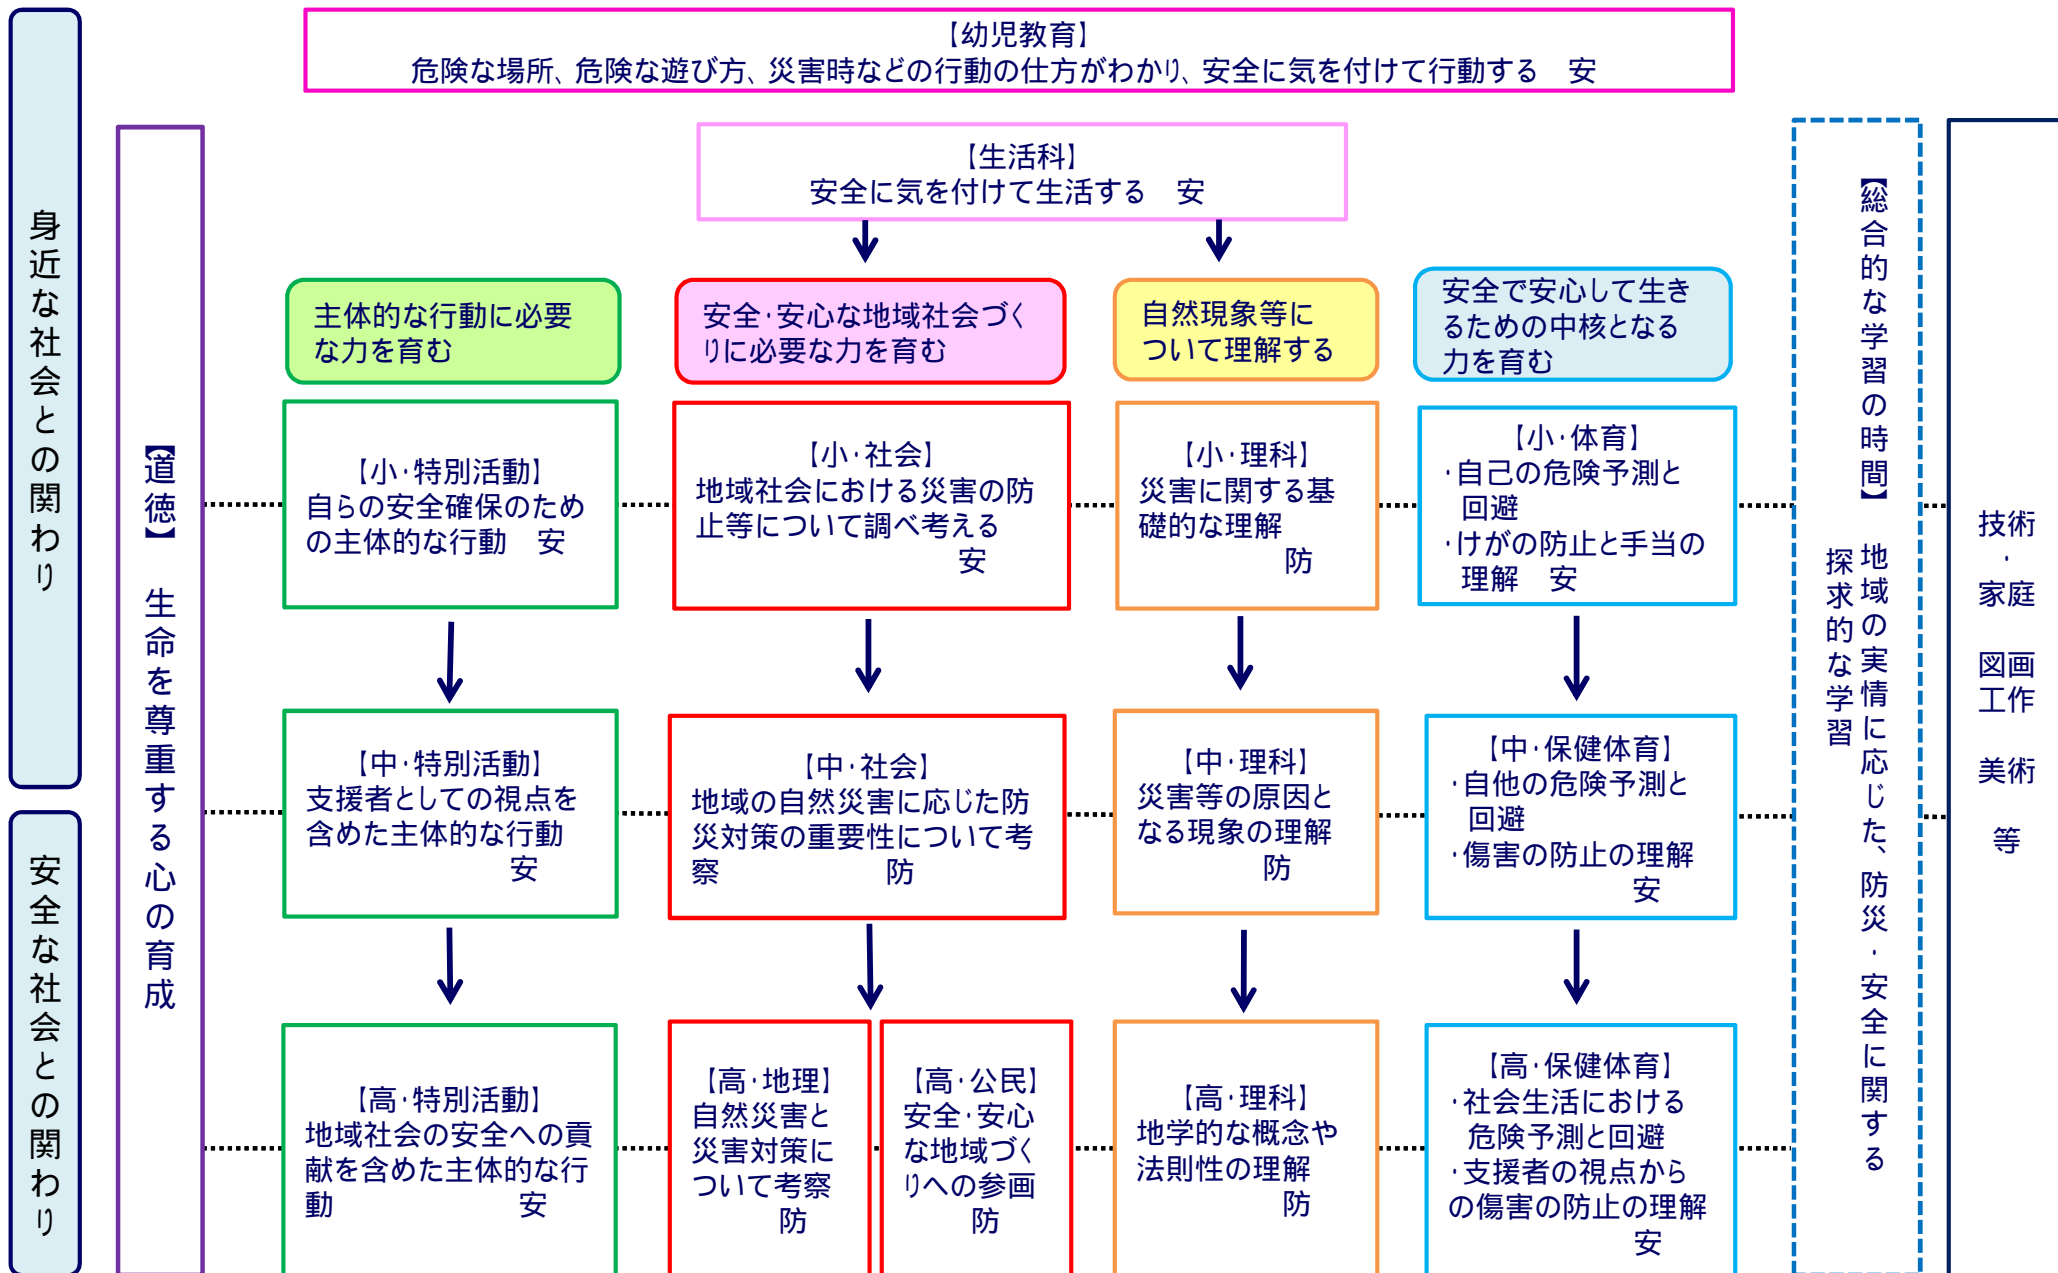 【幼児教育】
危険な場所、危険な遊び方、災害時などの行動の仕方がわかり、安全に気を付けて行動する　安
【生活科】
安全に気を付けて生活する　安
身近な社会との関わり
安全な社会との関わり
【道徳】　生命を尊重する心の育成
主体的な行動に必要
な力を育む
安全・安心な地域社会づく
りに必要な力を育む
自然現象等に
ついて理解する
安全で安心して生き
るための中核となる
力を育む
【小・特別活動】
自らの安全確保のため
の主体的な行動　安
【小・社会】
地域社会における災害の防
止等について調べ考える
安
【小・理科】
災害に関する基
礎的な理解
防
【小・体育】
・自己の危険予測と
回避
・けがの防止と手当の
理解　安
【中・特別活動】
支援者としての視点を
含めた主体的な行動
安
【中・社会】
地域の自然災害に応じた防
災対策の重要性について考
察　防
【中・理科】
災害等の原因と
なる現象の理解
防
【中・保健体育】
・自他の危険予測と
回避
・傷害の防止の理解
安
【高・特別活動】
地域社会の安全への貢
献を含めた主体的な行
動　安
【高・地理】
自然災害と
災害対策に
ついて考察
防
【高・公民】
安全・安心
な地域づく
りへの参画
防
【高・理科】
地学的な概念や
法則性の理解
防
【高・保健体育】
・社会生活における
危険予測と回避
・支援者の視点から
の傷害の防止の理解
安
【総合的な学習の時間】　地域の実情に応じた、防災・安全に関する
探求的な学習
技術
・
家庭
図画
工作
美術
等